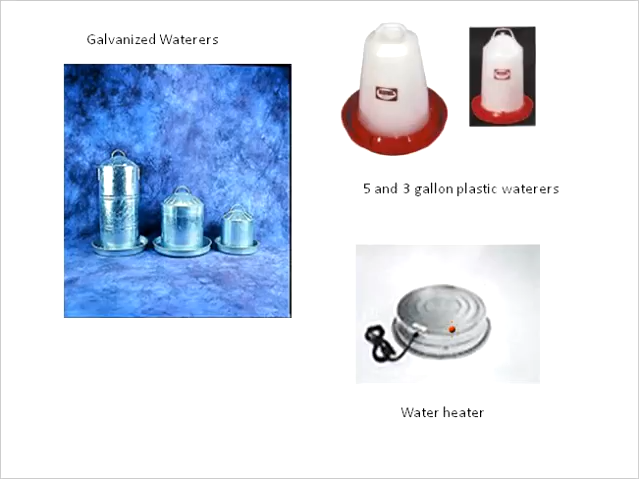 Galvanized Waterers
5 and 3 gallon plastic waterers
Water heater